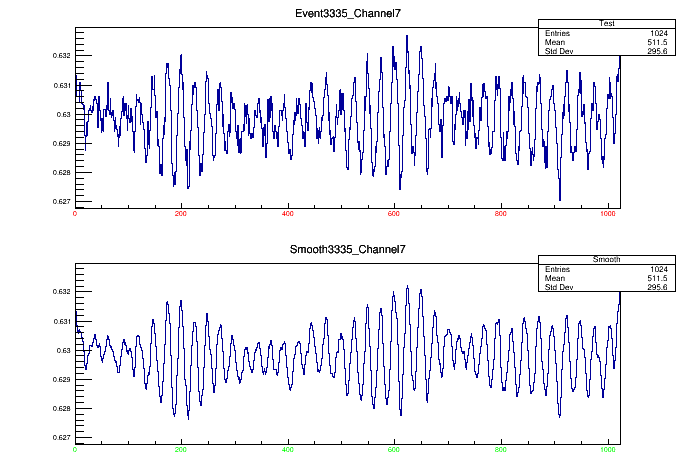 Event3335_Channel7
Test
Entries 1024
Mean 511.5
Std Dev 295.6
0.632
0.631
0.63
0.629
0.628
0.627
0 200 400 600 800 1000
Smooth3335_Channel7
Smooth
Entries 1024
Mean 511.5
Std Dev 295.6
0.632
0.631
0.63
0.629
0.628
0.627
0 200 400 600 800 1000